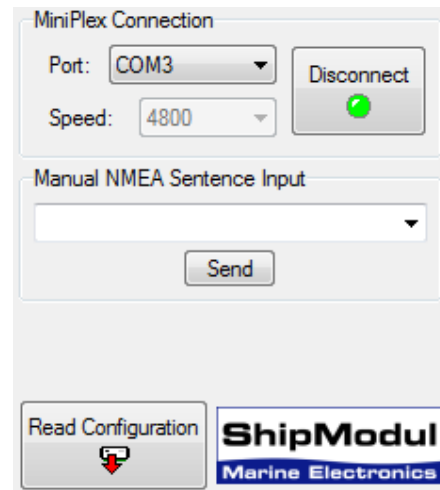 MiniPlex Connection
Port: COM3
Disconnect
Speed: 4800
Manual NMEA Sentence Input
Send
Read Configuration
ShipModul
Marine Electronics